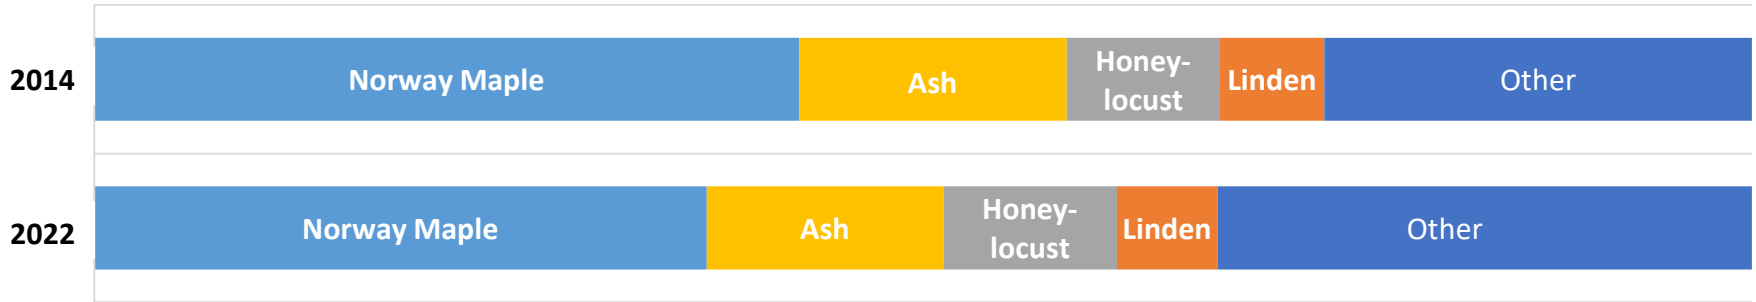 2014
Norway Maple
Ash
Honey-
locust
Linden
Other
2022
Norway Maple
Ash
Honey-
locust
Linden
Other